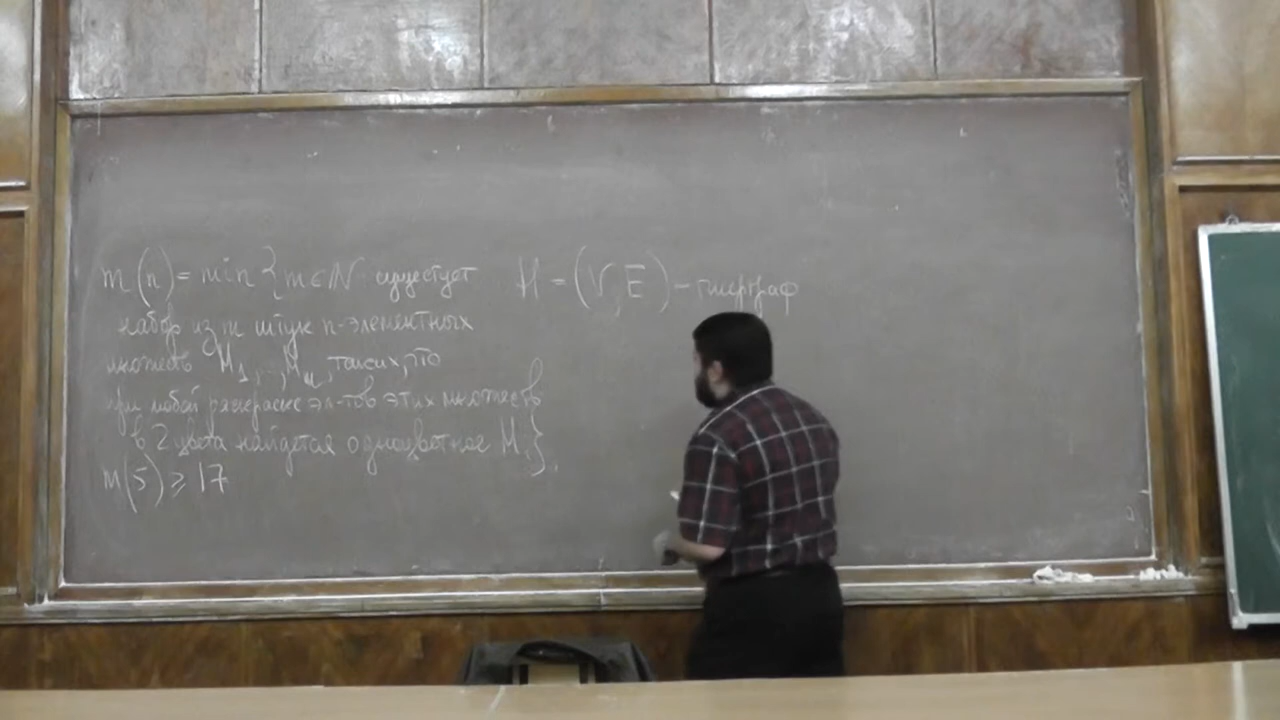 m(n) = min { m ∈ N существует
набор из m штук n-элементных
множеств M₁,...,Mₘ, таких, что
при любой раскраске эл-тов этих множеств
в 2 цвета найдется одноцветное Mᵢ}.
m(5) ≥ 17
H = (V, E) - гиперграф